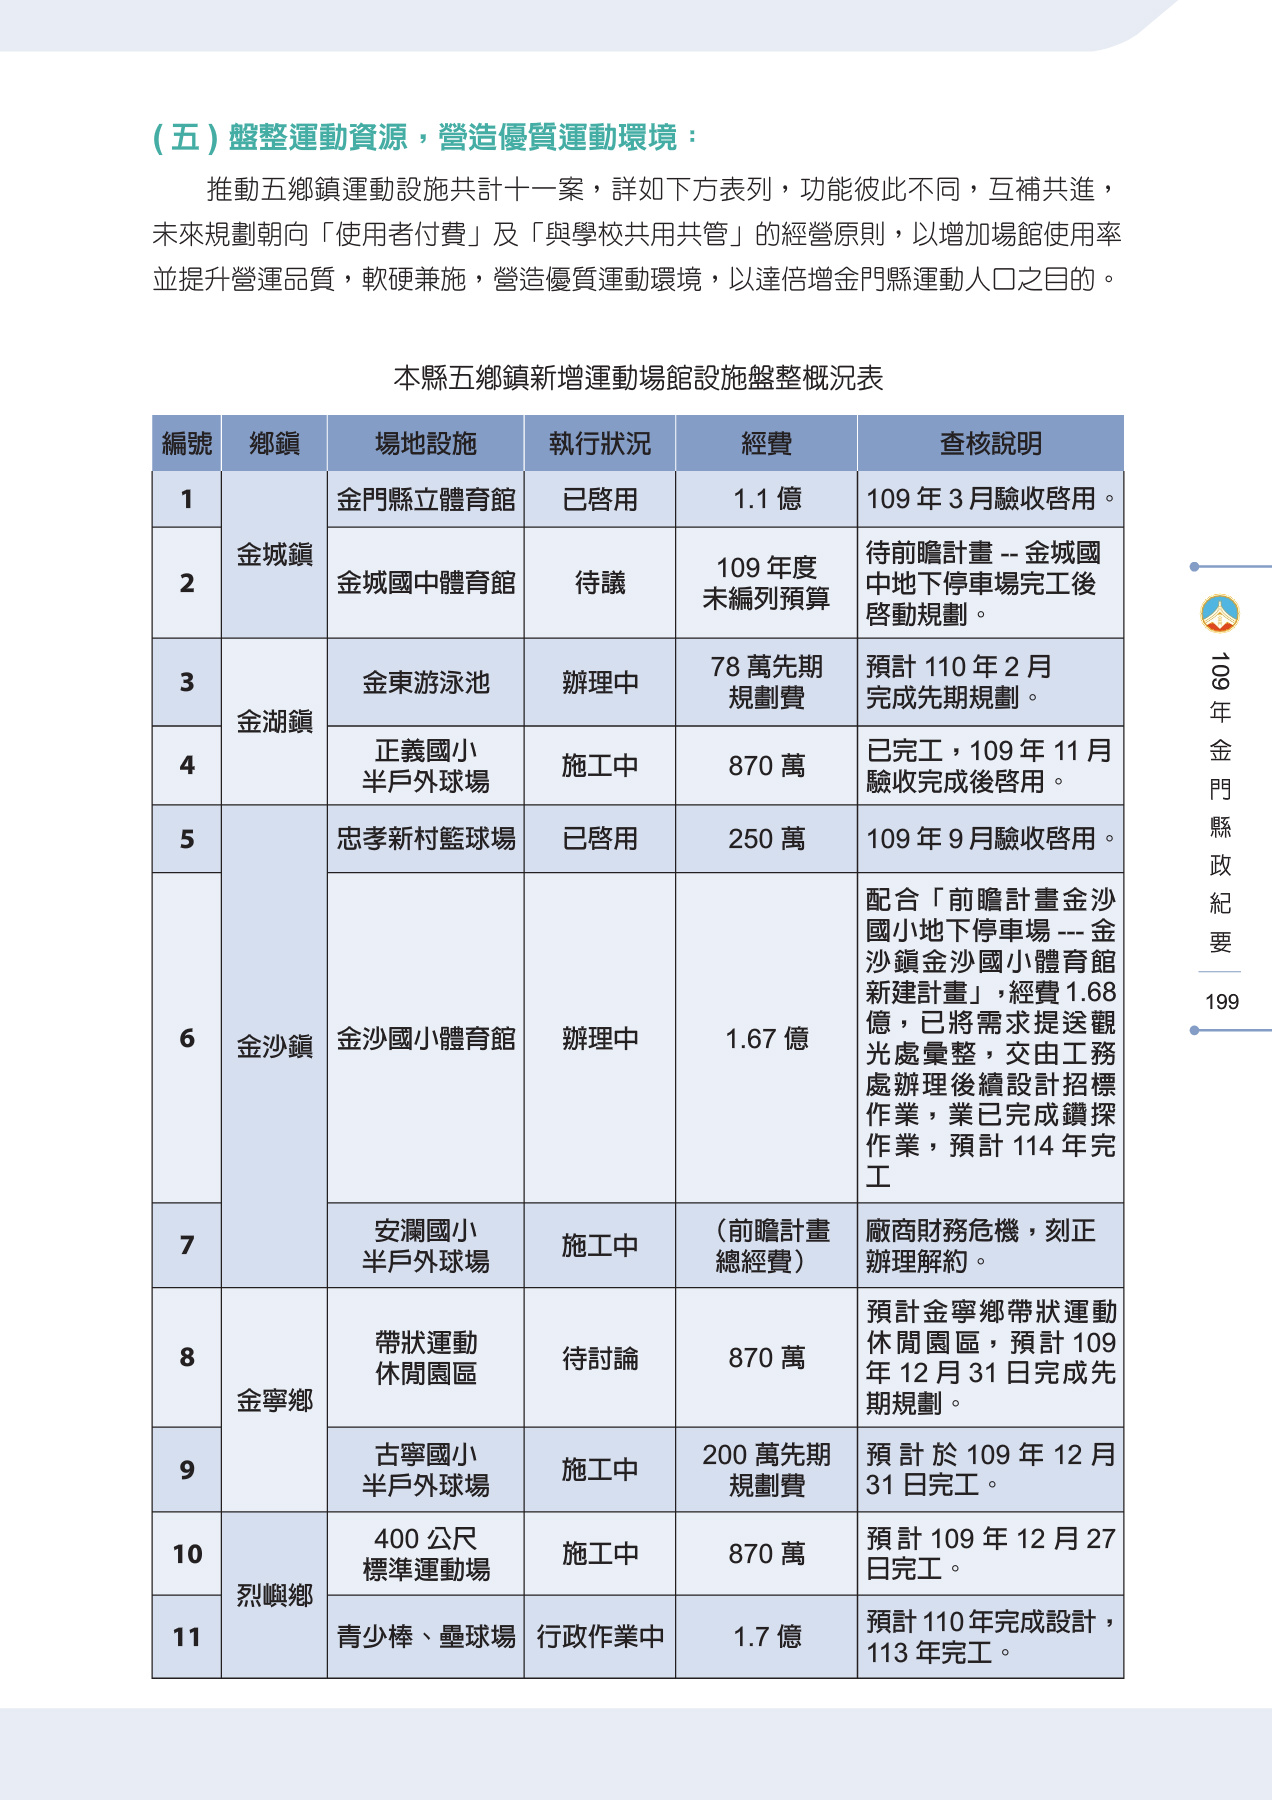 (五)盤整運動資源，營造優質運動環境：
推動五鄉鎮運動設施共計十一案，詳如下方表列，功能彼此不同，互補共進，
未來規劃朝向「使用者付費」及「與學校共用共管」的經營原則，以增加場館使用率
並提升營運品質，軟硬兼施，營造優質運動環境，以達倍增金門縣運動人口之目的。
本縣五鄉鎮新增運動場館設施盤整概況表
編號 鄉鎮 場地設施 執行狀況 經費 查核說明
1 金城鎮 金門縣立體育館 已啓用 1.1 億 109 年 3 月驗收啓用。
2 金城國中體育館 待議 109 年度
未編列預算
待前瞻計畫 -- 金城國
中地下停車場完工後
啓動規劃。
3 金湖鎮 金東游泳池 辦理中 78 萬先期
規劃費
預計 110 年 2 月
完成先期規劃。
4 正義國小
半戶外球場
施工中 870 萬 已完工，109 年 11 月
驗收完成後啓用。
5 金沙鎮 忠孝新村籃球場 已啓用 250 萬 109 年 9 月驗收啓用。
6 金沙國小體育館 辦理中 1.67 億 配合「前瞻計畫金沙
國小地下停車場 --- 金
沙鎮金沙國小體育館
新建計畫」，經費 1.68
億，已將需求提送觀
光處彙整，交由工務
處辦理後續設計招標
作業，業已完成鑽探
作業，預計 114 年完
工
7 安瀾國小
半戶外球場
施工中 （前瞻計畫
總經費）
廠商財務危機，刻正
辦理解約。
8 金寧鄉 帶狀運動
休閒園區
待討論 870 萬 預計金寧鄉帶狀運動
休閒園區，預計 109
年 12 月 31 日完成先
期規劃。
9 古寧國小
半戶外球場
施工中 200 萬先期
規劃費
預計於 109 年 12 月
31 日完工。
10 烈嶼鄉 400 公尺
標準運動場
施工中 870 萬 預計 109 年 12 月 27
日完工。
11 青少棒、壘球場 行政作業中 1.7 億 預計 110 年完成設計，
113 年完工。
109年金門縣政紀要
199